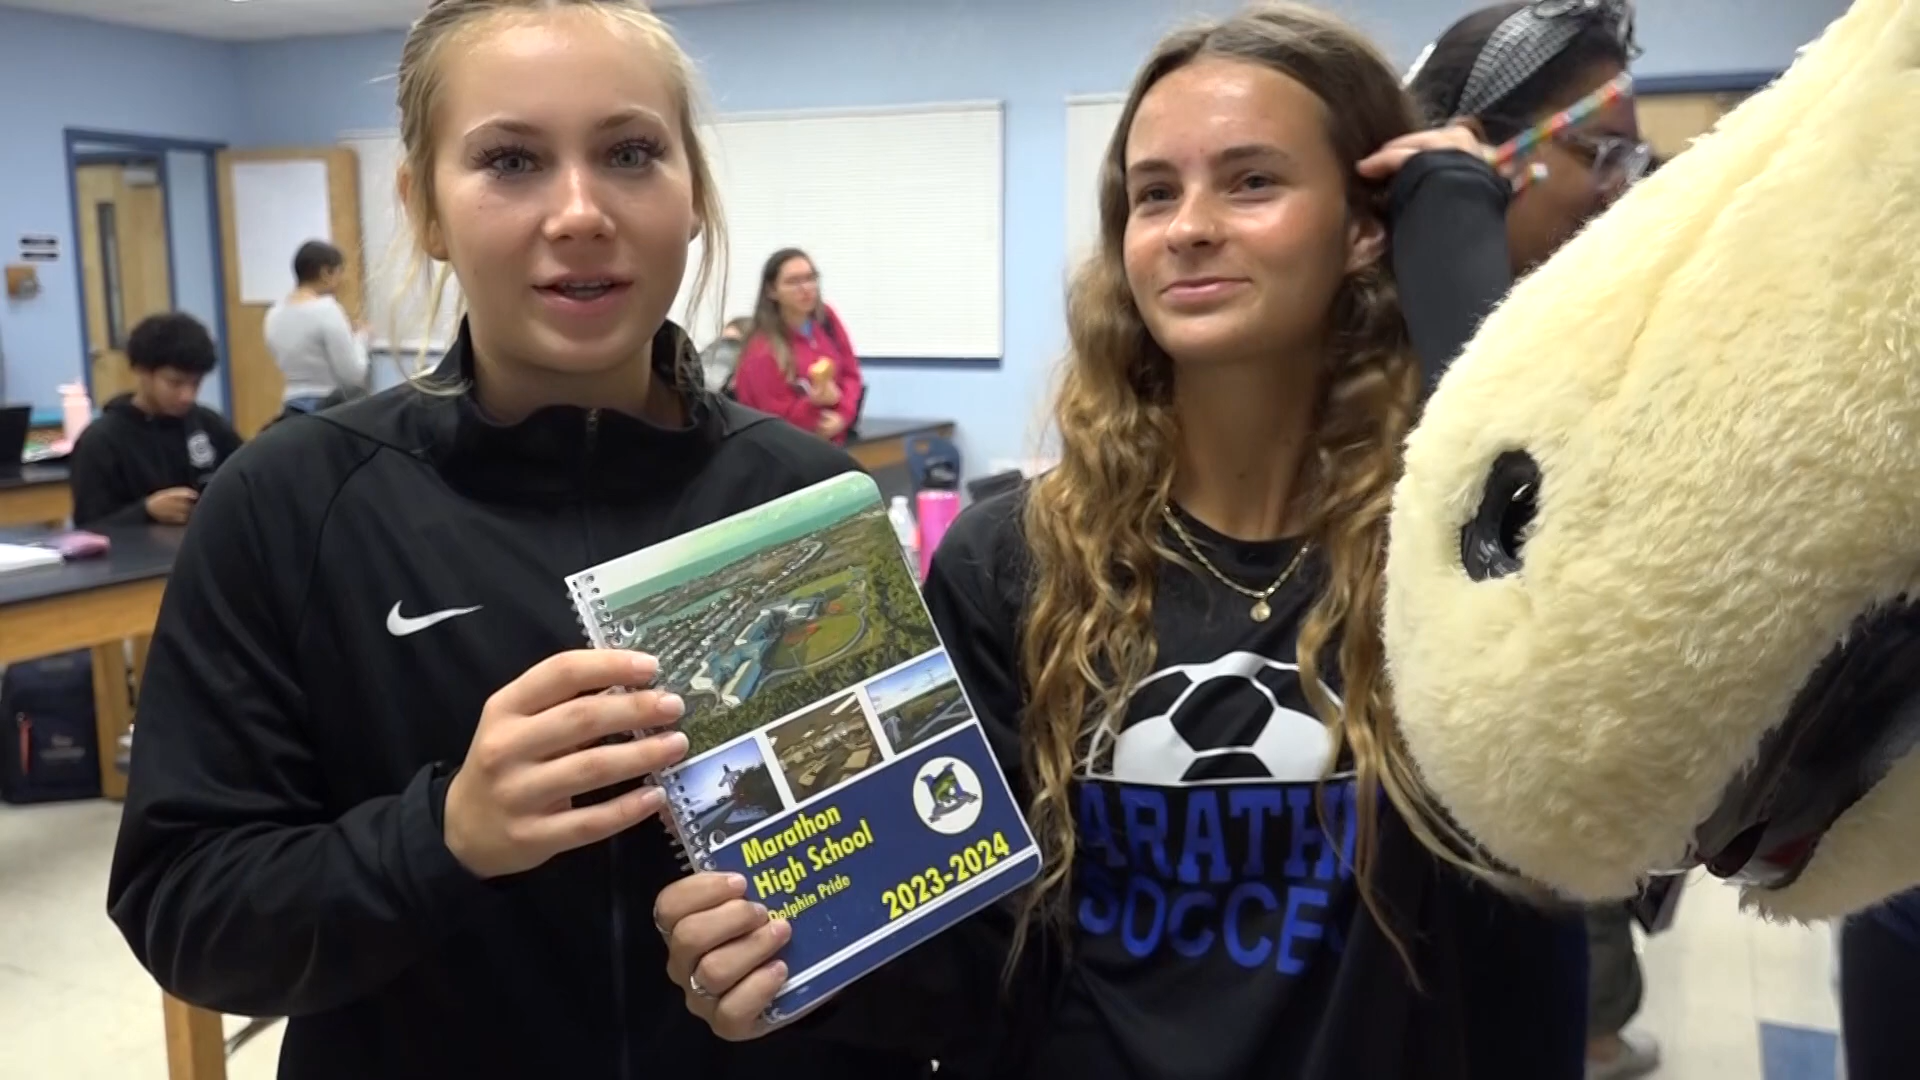 Marathon
High School
Dolphin Pride
2023-2024
ARATH
SOCCE